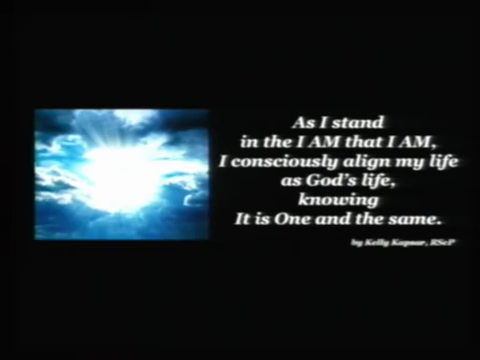 As I stand
in the I AM that I AM,
I consciously align my life
as God's life,
knowing
It is One and the same.
by Kelly Kapnar, RScP